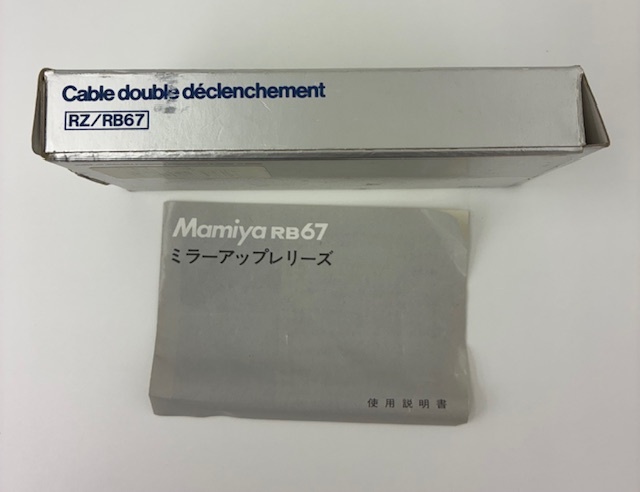 Cable double déclenchement
RZ/RB67
Mamiya RB67
ミラーアップレリーズ
使用説明書